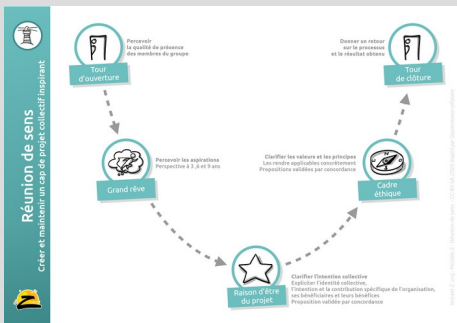 Réunion de sens
Créer et maintenir un cap de projet collectif inspirant
Tour
d'ouverture
Percevoir
la qualité de présence
des membres du groupe
Grand rêve
Percevoir les aspirations
Perspective à 3 ,6 et 9 ans
Raison d'être
du projet
Clarifier l'intention collective
Expliciter l'identité collective,
l'intention et la contribution spécifique de l'organisation,
ses bénéficiaires et leurs bénéfices
Proposition validée par concordance
Clarifier les valeurs et les principes
Les rendre applicables concrètement
Propositions validées par concordance
Cadre
éthique
Donner un retour
sur le processus
et le résultat obtenu
Tour
de clôture